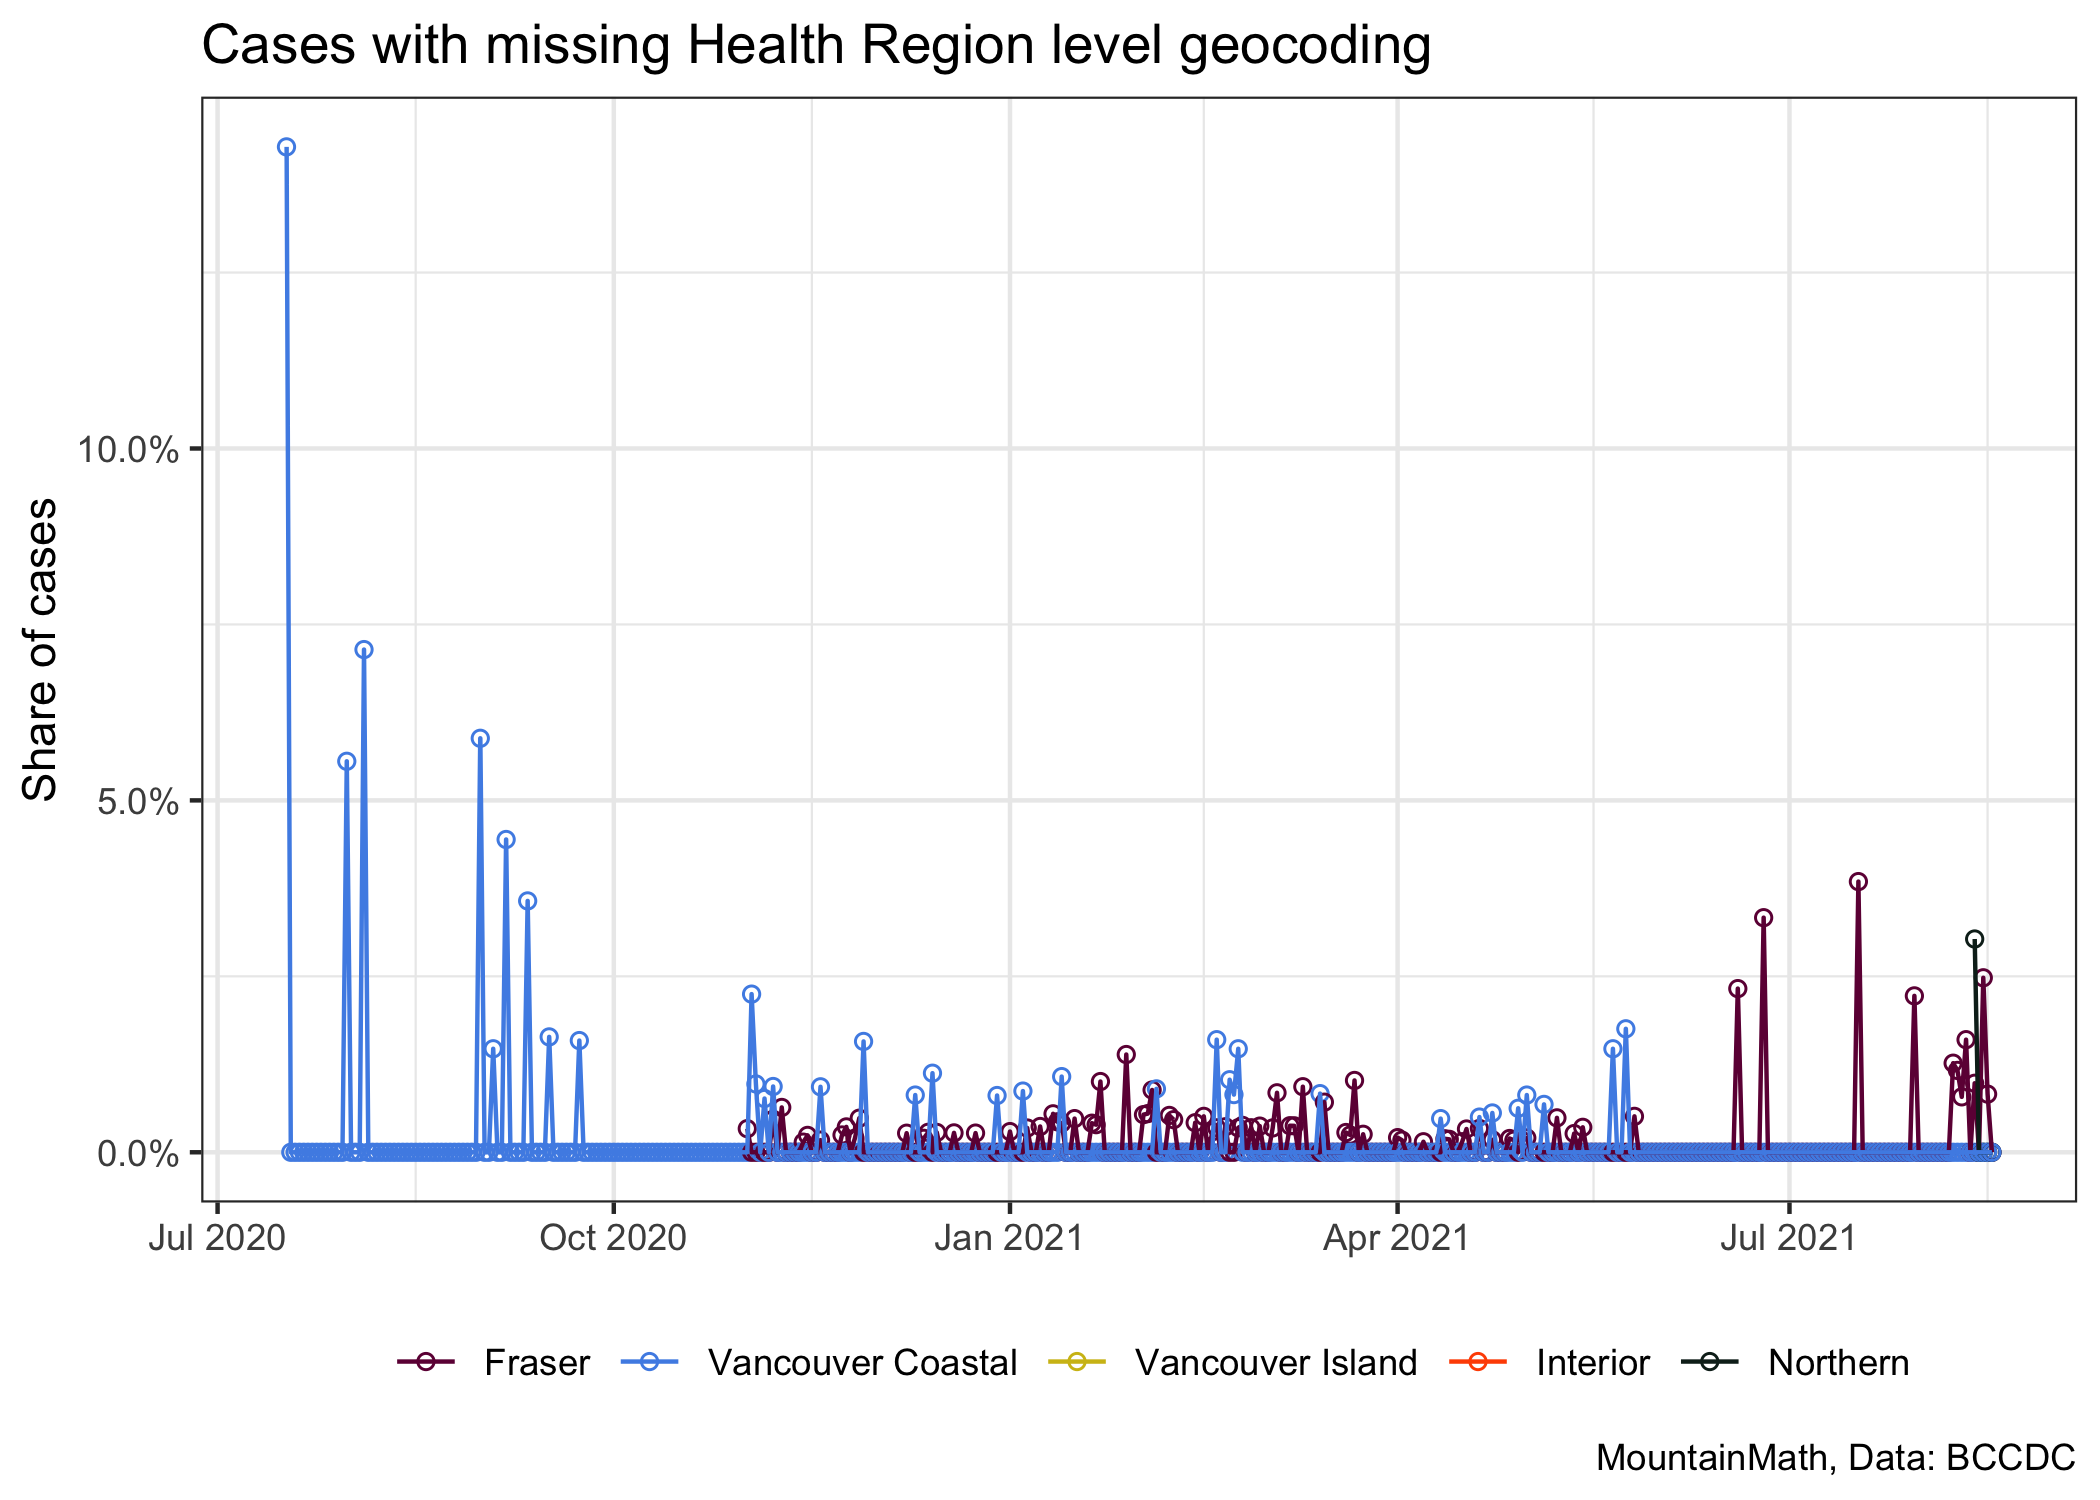 Cases with missing Health Region level geocoding
Share of cases
10.0%
5.0%
0.0%
Jul 2020 Oct 2020 Jan 2021 Apr 2021 Jul 2021
Fraser Vancouver Coastal Vancouver Island Interior Northern
MountainMath, Data: BCCDC